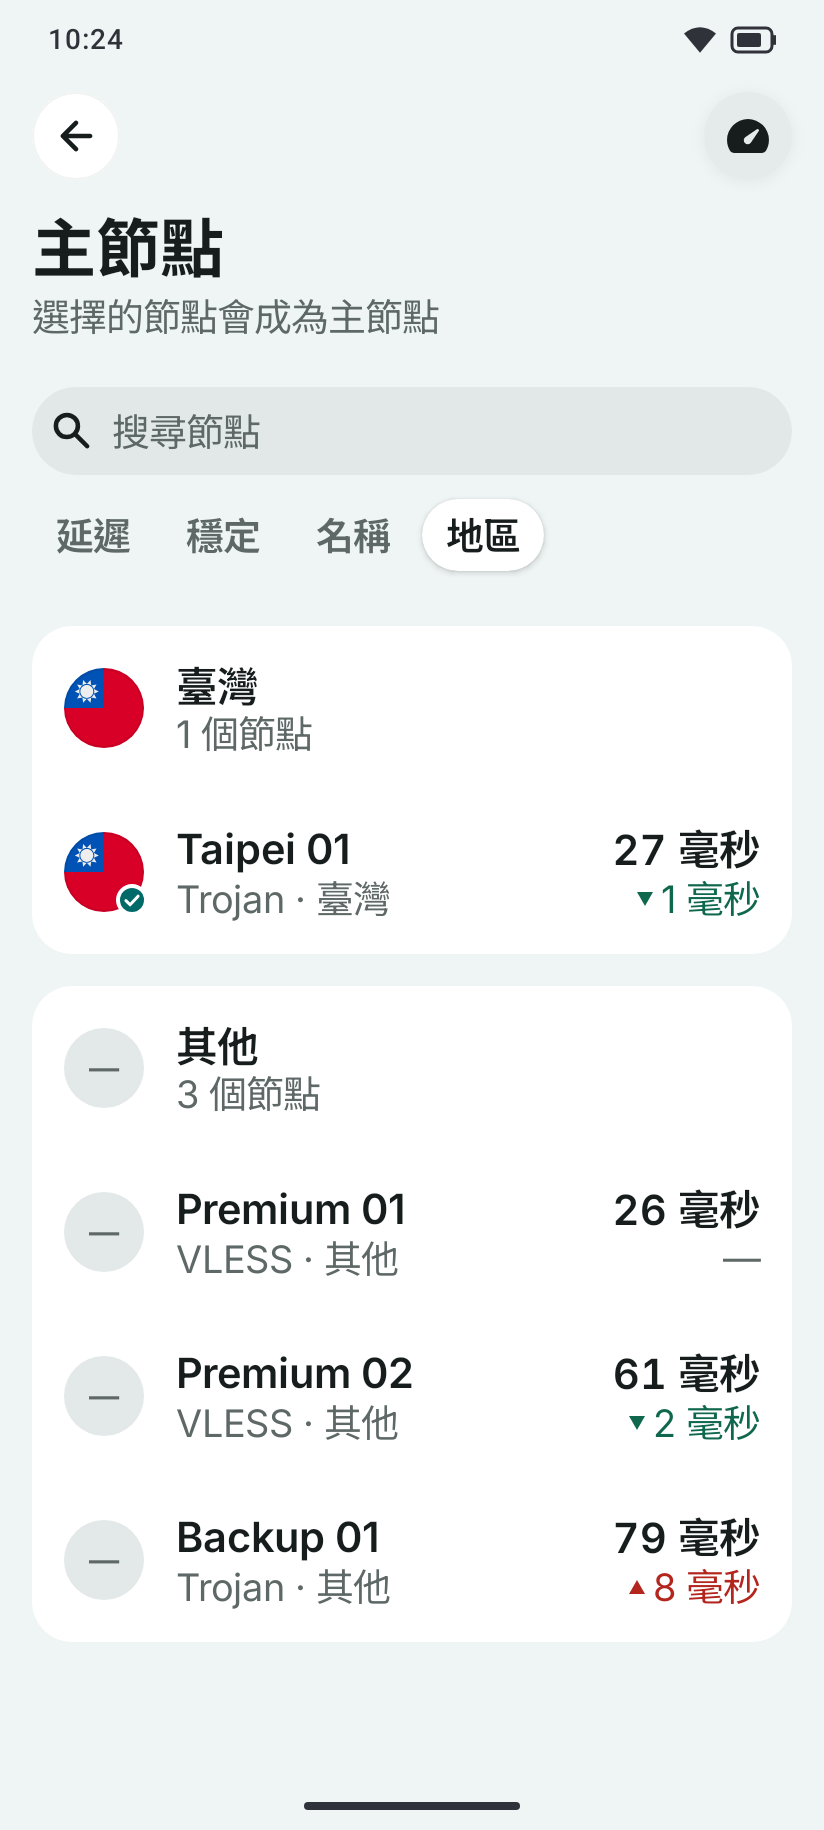 10:24
主節點
選擇的節點會成為主節點
搜尋節點
延遲 穩定 名稱 地區
臺灣
1 個節點
Taipei 01 27 毫秒
Trojan · 臺灣 ▼1 毫秒
其他
3 個節點
Premium 01 26 毫秒
VLESS · 其他 —
Premium 02 61 毫秒
VLESS · 其他 ▼2 毫秒
Backup 01 79 毫秒
Trojan · 其他 ▲8 毫秒